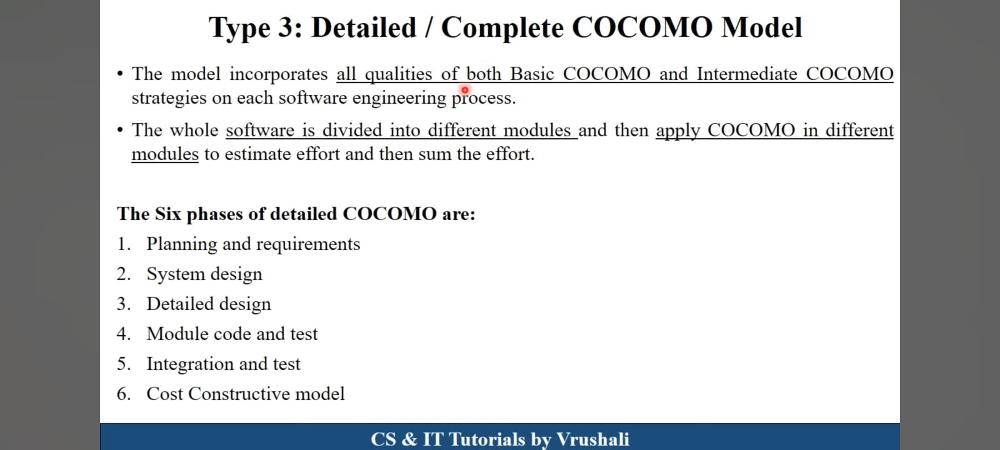 Type 3: Detailed / Complete COCOMO Model
• The model incorporates all qualities of both Basic COCOMO and Intermediate COCOMO
strategies on each software engineering process.
• The whole software is divided into different modules and then apply COCOMO in different
modules to estimate effort and then sum the effort.
The Six phases of detailed COCOMO are:
1. Planning and requirements
2. System design
3. Detailed design
4. Module code and test
5. Integration and test
6. Cost Constructive model
CS & IT Tutorials by Vrushali